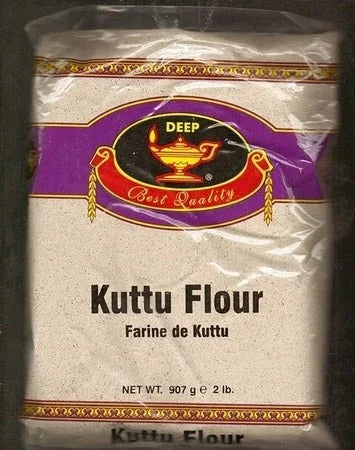 DEEP
®
Best Quality
Kuttu Flour
Farine de Kuttu
NET WT. 907 g ℮ 2 lb.
Kuttu Flour